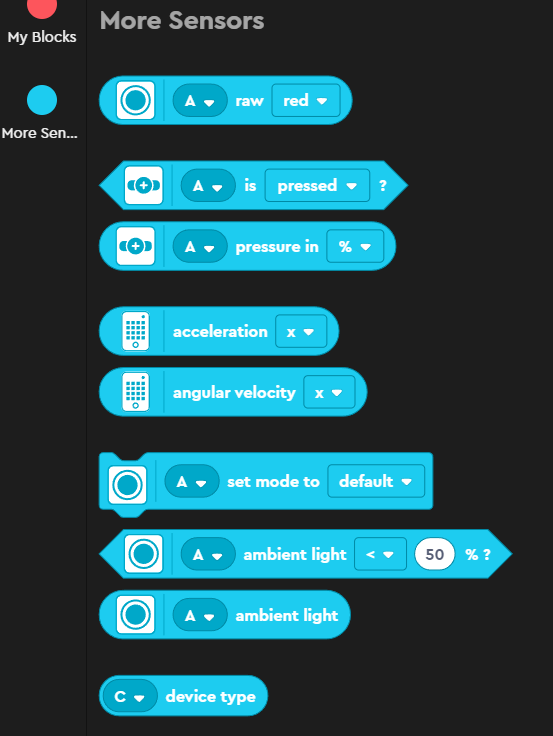 More Sensors
My Blocks
More Sen...
A raw red
A is pressed ?
A pressure in %
acceleration x
angular velocity x
A set mode to default
A ambient light < 50 % ?
A ambient light
C device type